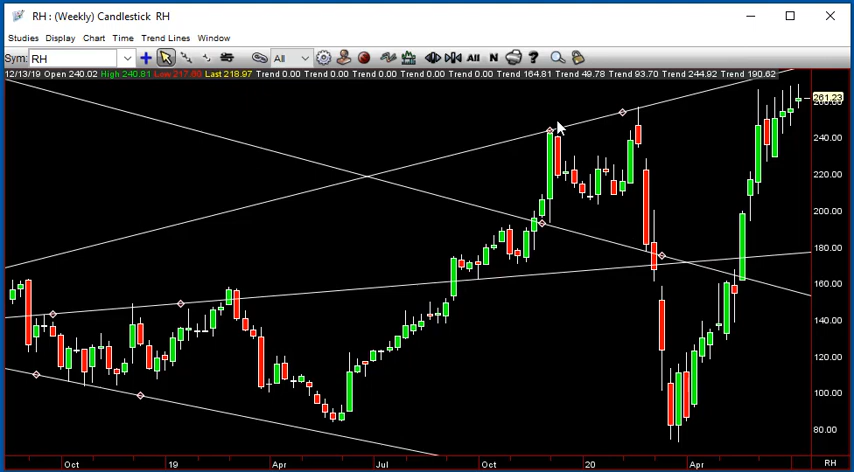 RH : (Weekly) Candlestick RH
Studies Display Chart Time Trend Lines Window
Sym: RH All All N ?
12/13/19 Open 240.02 High 240.81 Low 217.60 Last 218.97 Trend 0.00 Trend 0.00 Trend 0.00 Trend 0.00 Trend 164.81 Trend 49.78 Trend 93.70 Trend 244.92 Trend 190.62
261.23
260.00
240.00
220.00
200.00
180.00
160.00
140.00
120.00
100.00
80.00
Oct 19 Apr Jul Oct 20 Apr RH